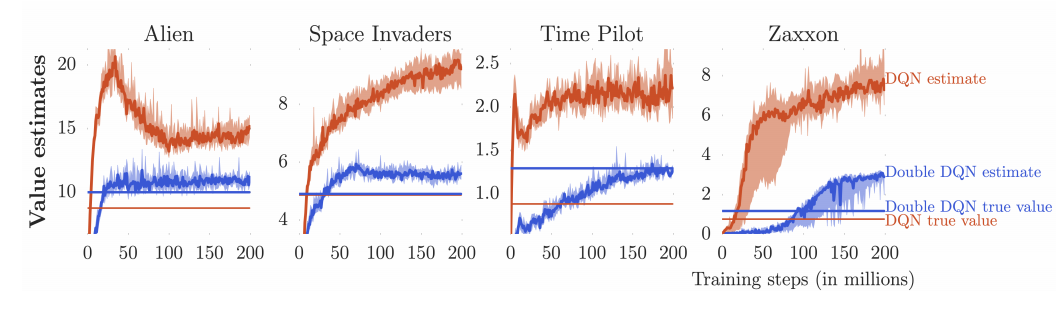 Alien
Space Invaders
Time Pilot
Zaxxon
Value estimates
20
15
10
0 50 100 150 200
8
6
4
0 50 100 150 200
2.5
2.0
1.5
1.0
0 50 100 150 200
8
6
4
2
0
0 50 100 150 200
DQN estimate
Double DQN estimate
Double DQN true value
DQN true value
Training steps (in millions)